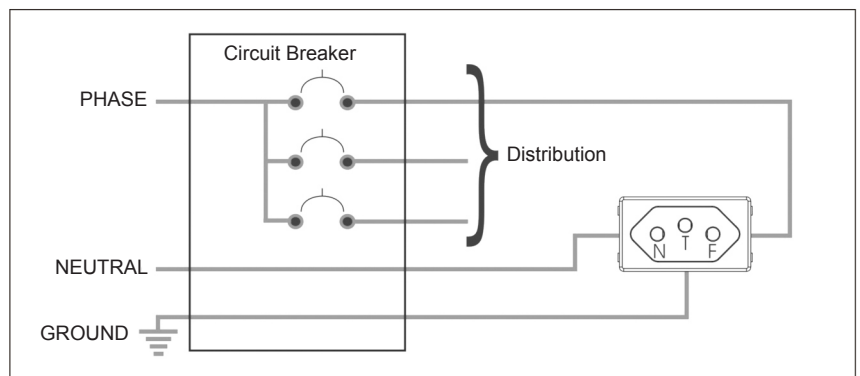 Circuit Breaker
PHASE
Distribution
N T F
NEUTRAL
GROUND